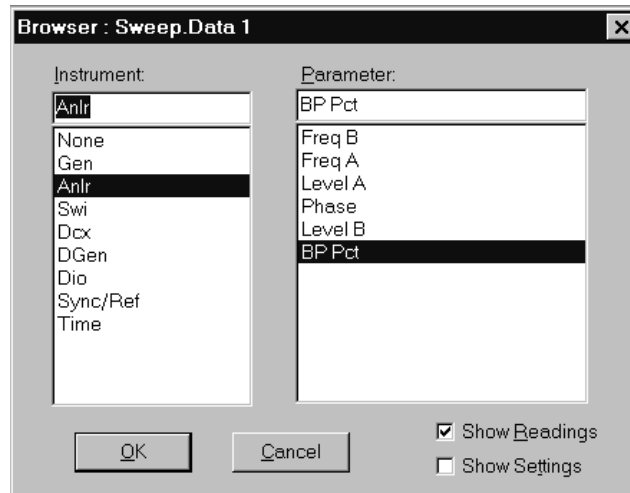 Browser : Sweep.Data 1
Instrument:
Anlr
None
Gen
Anlr
Swi
Dcx
DGen
Dio
Sync/Ref
Time
Parameter:
BP Pct
Freq B
Freq A
Level A
Phase
Level B
BP Pct
OK
Cancel
Show Readings
Show Settings